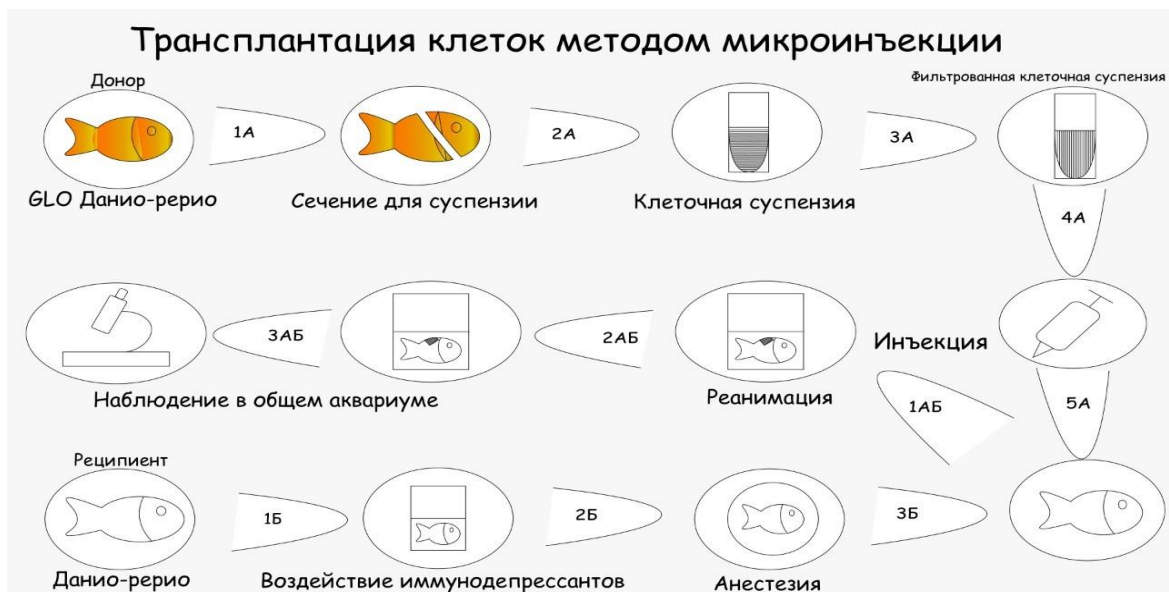 Трансплантация клеток методом микроинъекции
Донор
Фильтрованная клеточная суспензия
1А
2А
3А
GLO Данио-рерио
Сечение для суспензии
Клеточная суспензия
4А
3АБ
2АБ
Инъекция
Наблюдение в общем аквариуме
Реанимация
1АБ
5А
Реципиент
1Б
2Б
3Б
Данио-рерио
Воздействие иммунодепрессантов
Анестезия